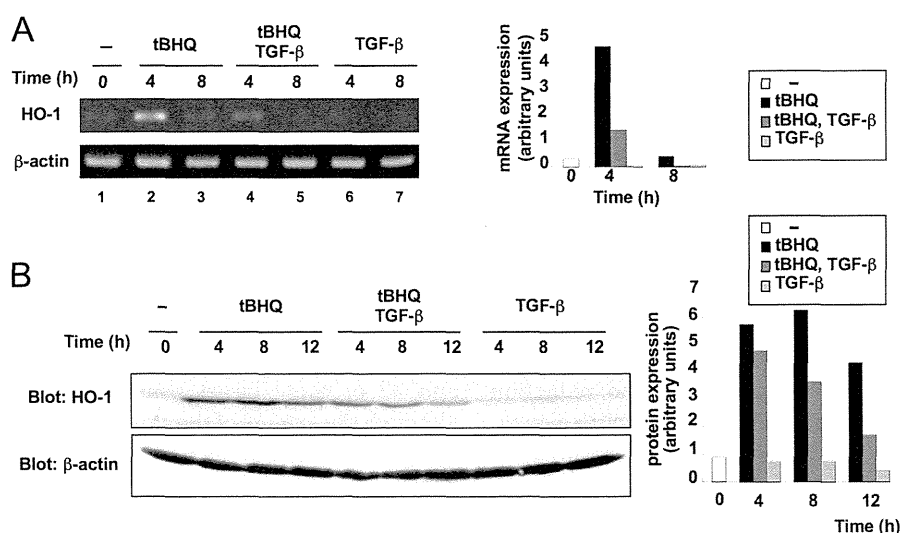 A
– tBHQ tBHQ TGF-β
TGF-β
Time (h) 0 4 8 4 8 4 8
HO-1
β-actin
1 2 3 4 5 6 7
mRNA expression
(arbitrary units)
5
4
3
2
1
0
0 4 8
Time (h)
–
tBHQ
tBHQ, TGF-β
TGF-β
B
– tBHQ tBHQ TGF-β
TGF-β
Time (h) 0 4 8 12 4 8 12 4 8 12
Blot: HO-1
Blot: β-actin
–
tBHQ
tBHQ, TGF-β
TGF-β
protein expression
(arbitrary units)
7
6
5
4
3
2
1
0
0 4 8 12
Time (h)